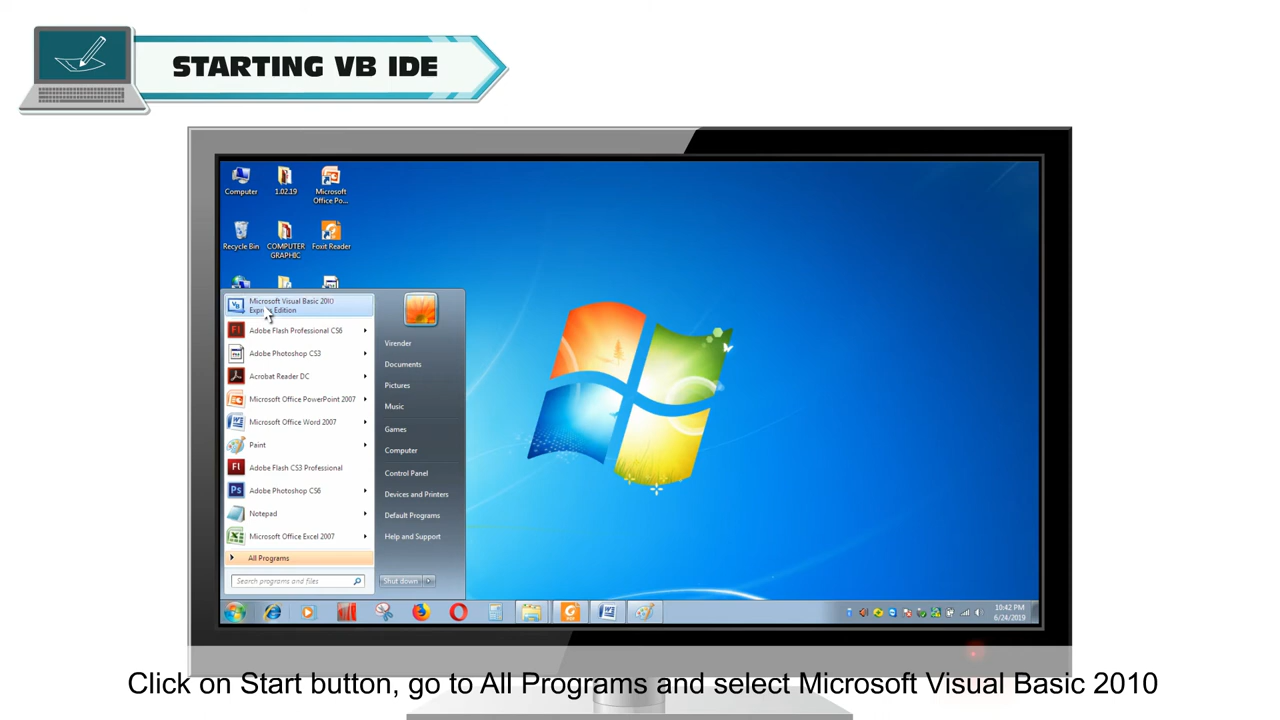 STARTING VB IDE
Computer
1.02.19
Microsoft
Office Po...
Recycle Bin
COMPUTER
GRAPHIC
Foxit Reader
Microsoft Visual Basic 2010
Express Edition
Adobe Flash Professional CS6
Adobe Photoshop CS3
Acrobat Reader DC
Microsoft Office PowerPoint 2007
Microsoft Office Word 2007
Paint
Adobe Flash CS3 Professional
Adobe Photoshop CS6
Notepad
Microsoft Office Excel 2007
All Programs
Search programs and files
Virender
Documents
Pictures
Music
Games
Computer
Control Panel
Devices and Printers
Default Programs
Help and Support
Shut down
10:42 PM
6/24/2019
Click on Start button, go to All Programs and select Microsoft Visual Basic 2010